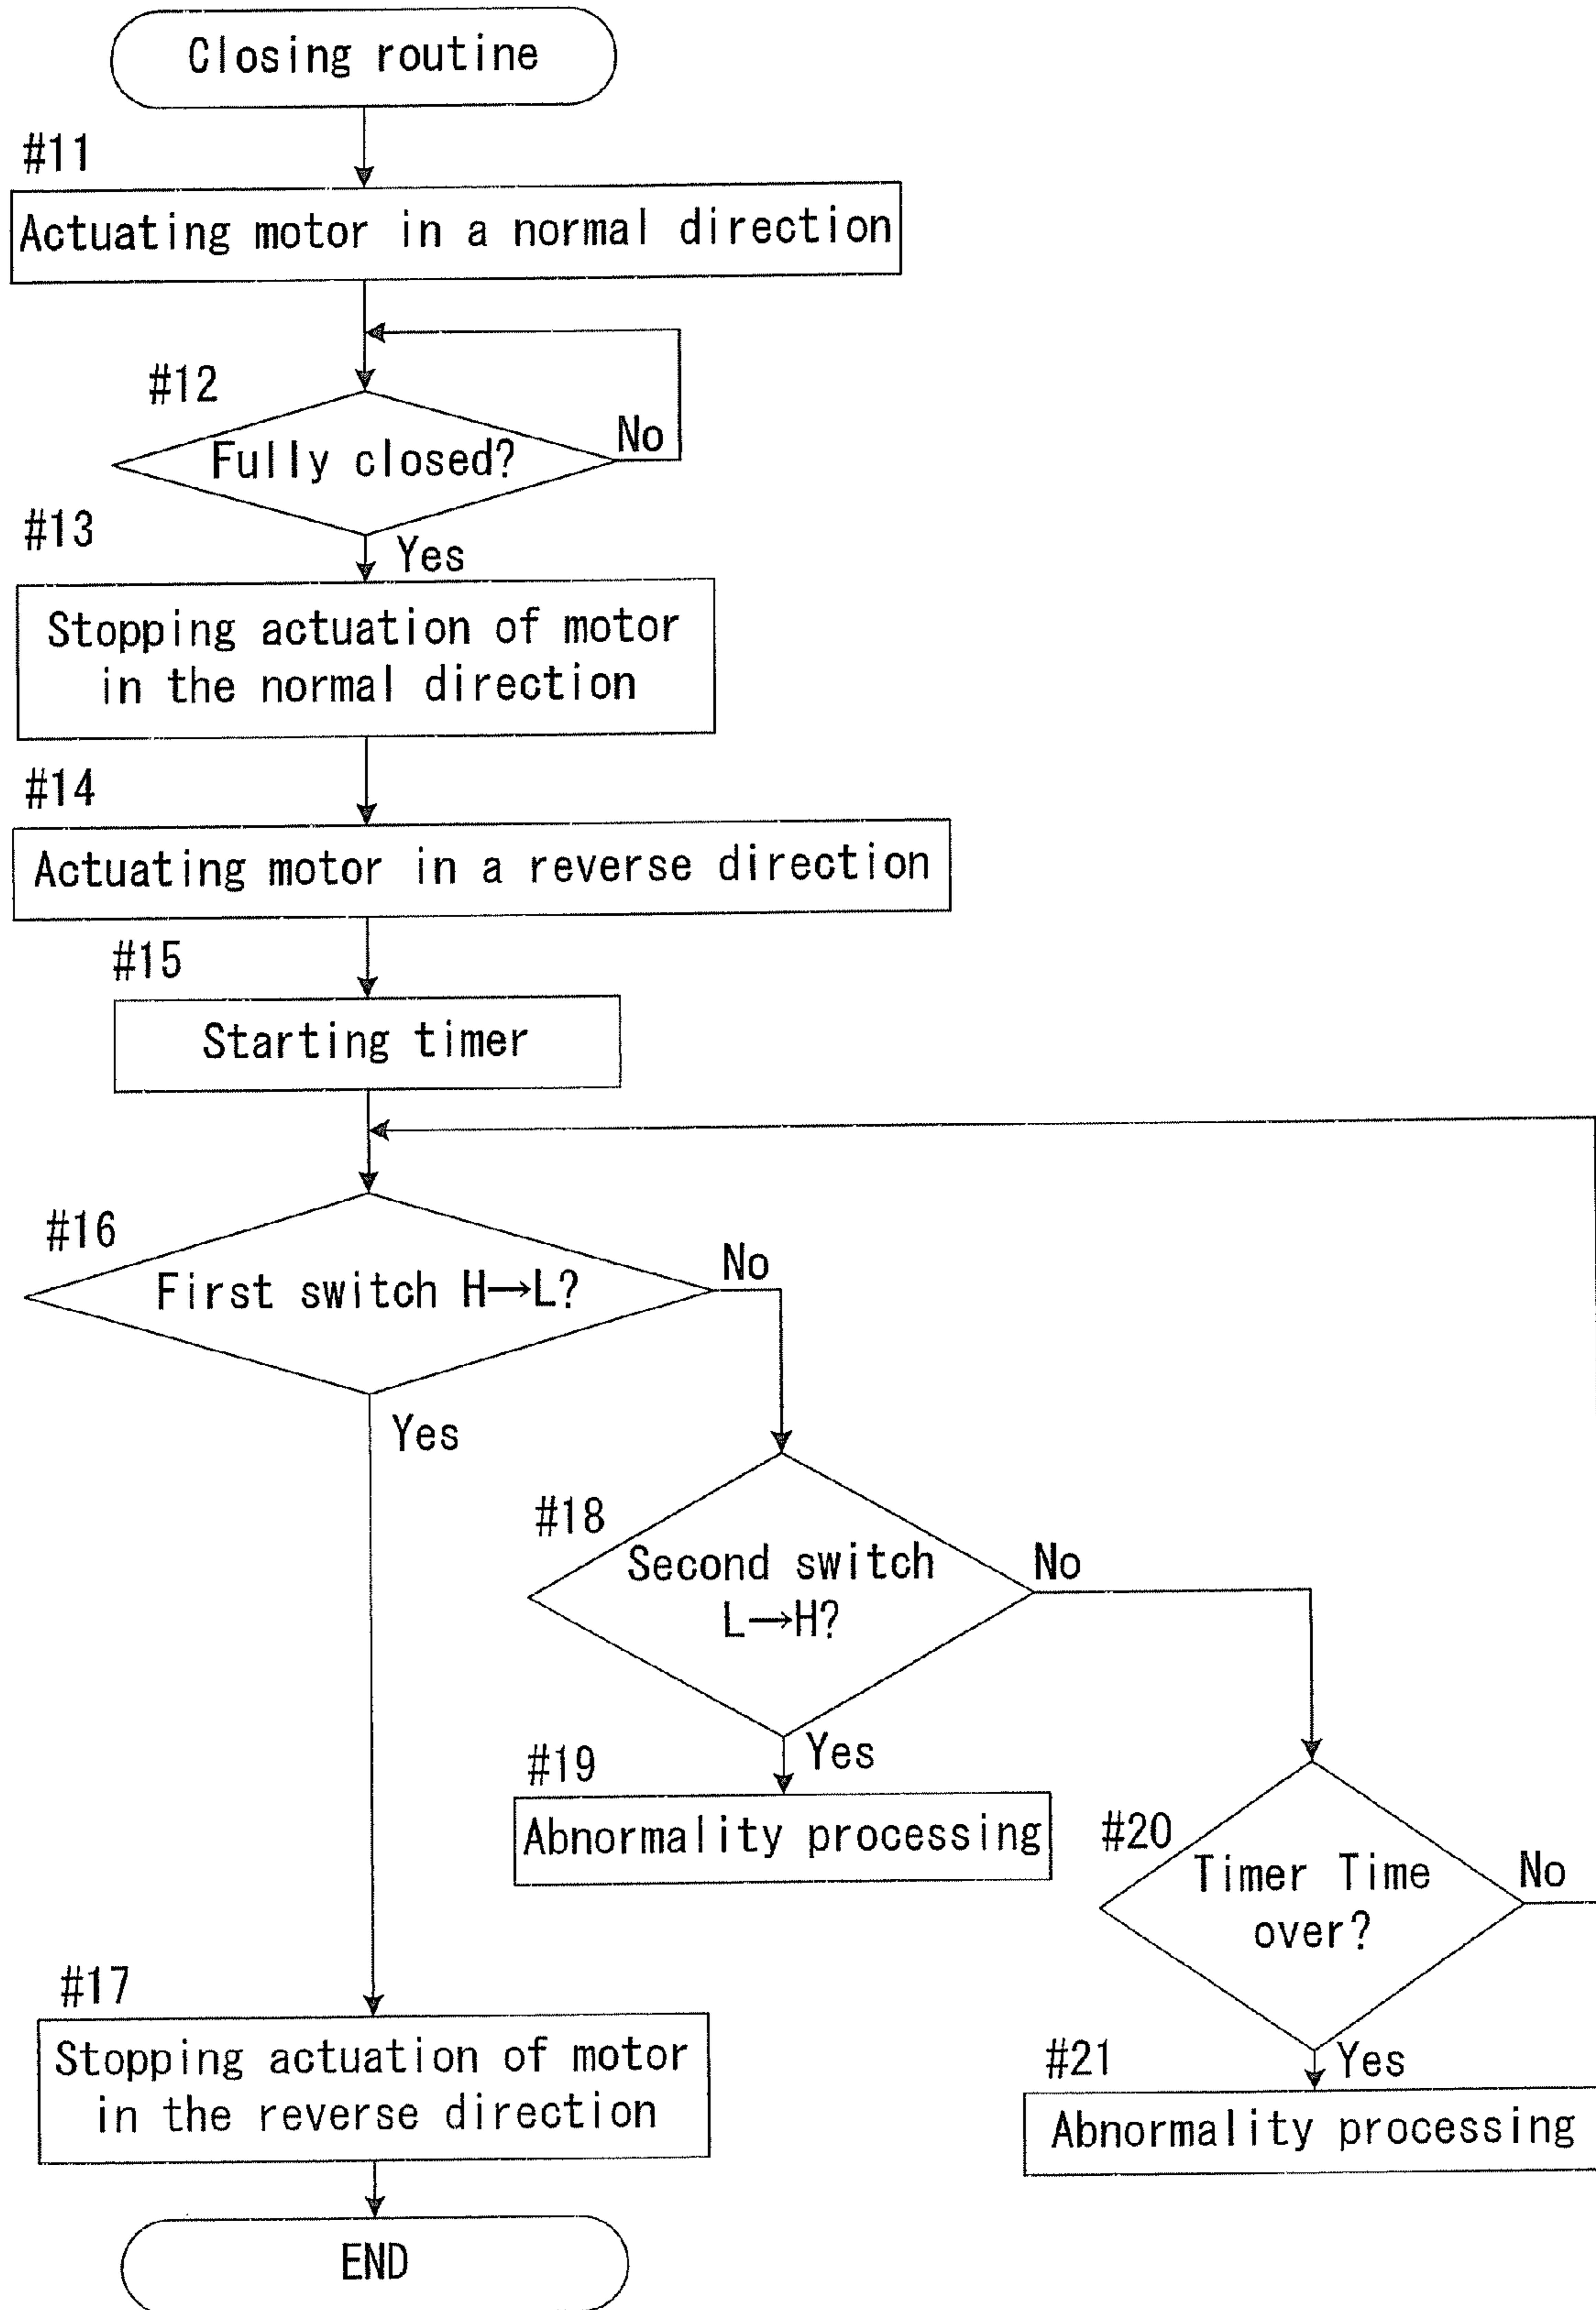 Closing routine
#11
Actuating motor in a normal direction
#12
Fully closed?
No
#13
Yes
Stopping actuation of motor
in the normal direction
#14
Actuating motor in a reverse direction
#15
Starting timer
#16
First switch H→L?
No
Yes
#18
Second switch
L→H?
No
#19
Yes
Abnormality processing
#20
Timer Time
over?
No
#17
Stopping actuation of motor
in the reverse direction
#21
Yes
Abnormality processing
END